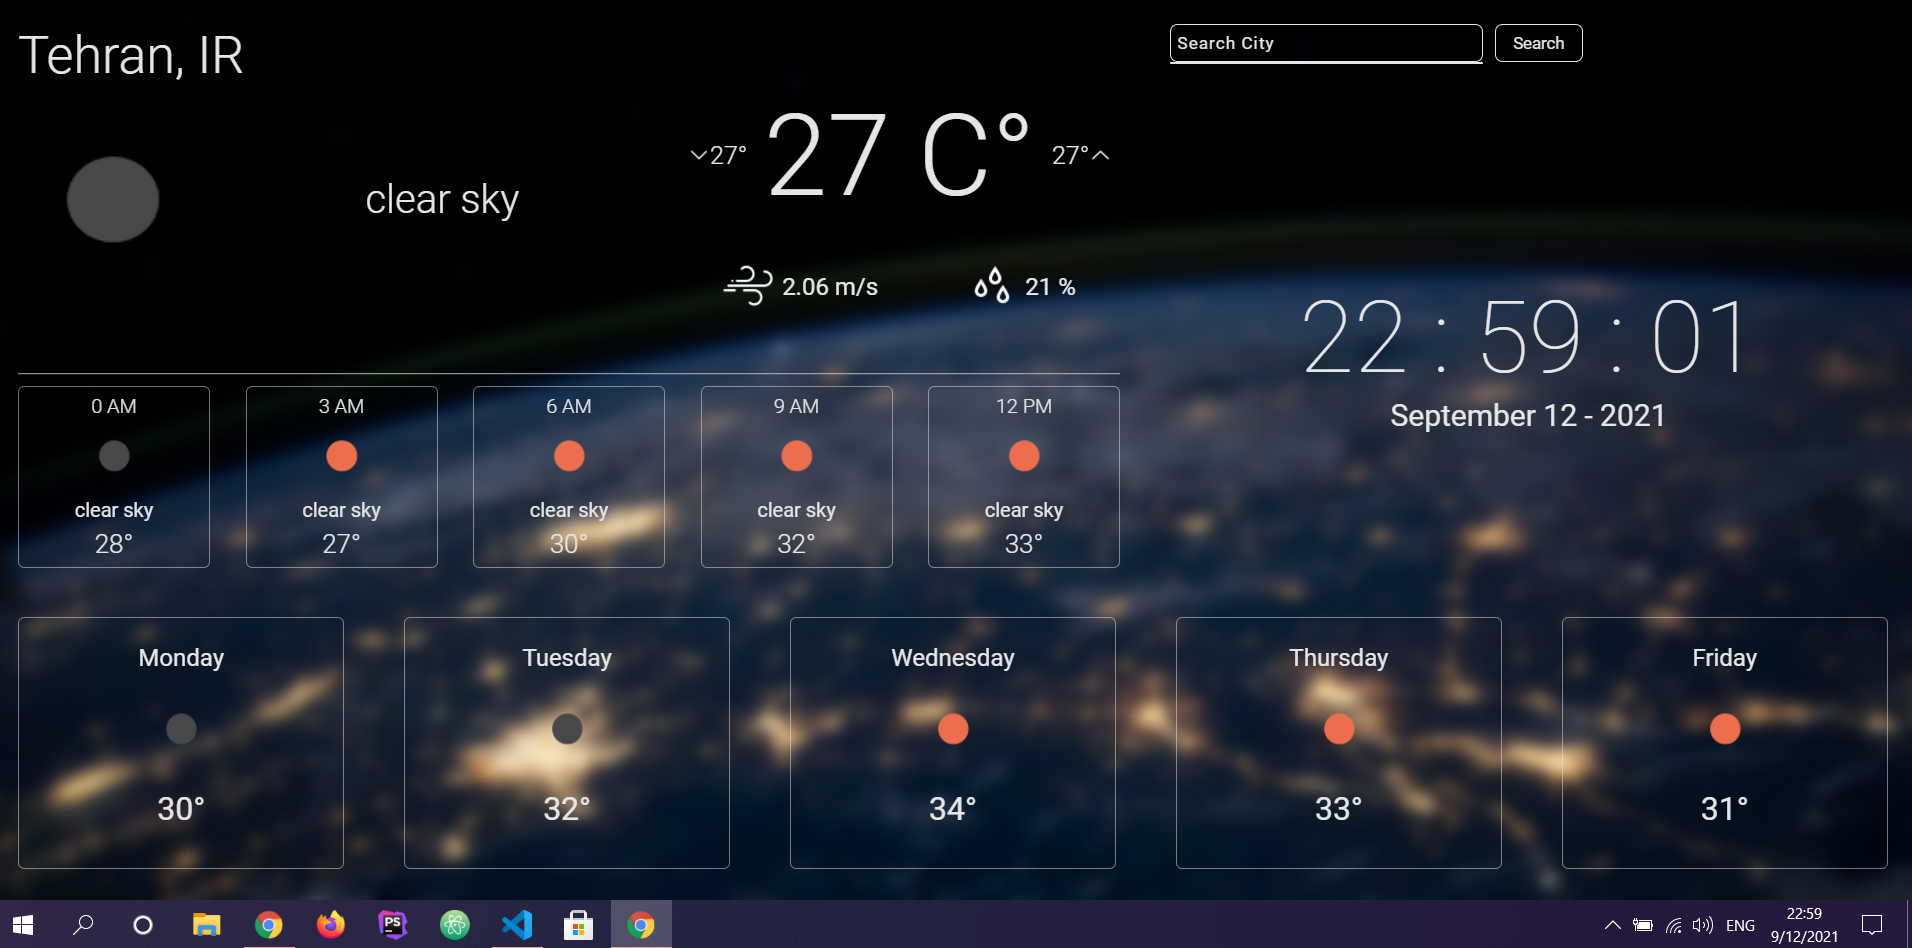 Tehran, IR
Search City
Search
clear sky
27°
27 C°
27°
2.06 m/s
21 %
22 : 59 : 01
September 12 - 2021
0 AM
clear sky
28°
3 AM
clear sky
27°
6 AM
clear sky
30°
9 AM
clear sky
32°
12 PM
clear sky
33°
Monday
30°
Tuesday
32°
Wednesday
34°
Thursday
33°
Friday
31°
PS
ENG
22:59
9/12/2021